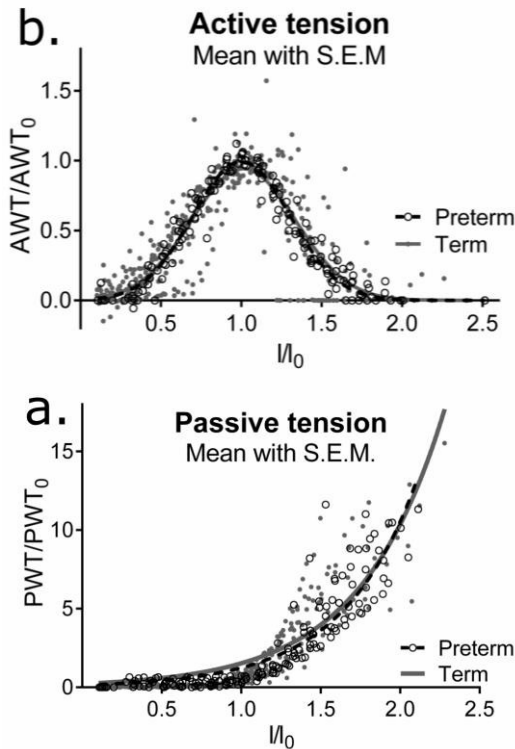 b.
Active tension
Mean with S.E.M
AWT/AWT₀
1.5
1.0
0.5
0.0
Preterm
Term
0.5 1.0 1.5 2.0 2.5
l/l₀
a.
Passive tension
Mean with S.E.M.
PWT/PWT₀
15
10
5
0
Preterm
Term
0.5 1.0 1.5 2.0 2.5
l/l₀